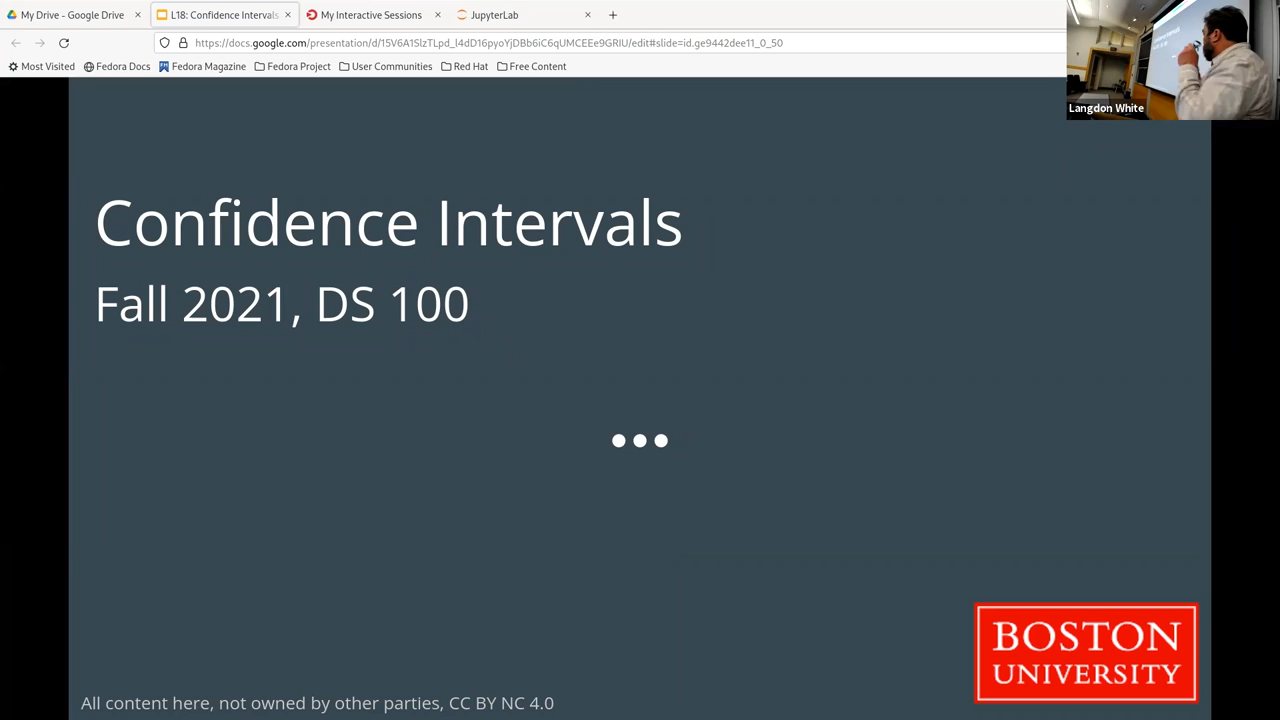 My Drive - Google Drive
L18: Confidence Intervals
My Interactive Sessions
JupyterLab
https://docs.google.com/presentation/d/15V6A1SlzTLpd_l4dD16pyoYjDBb6iC6qUMCEEe9GRIU/edit#slide=id.ge9442dee11_0_50
Most Visited
Fedora Docs
Fedora Magazine
Fedora Project
User Communities
Red Hat
Free Content
Langdon White
Confidence Intervals
Fall 2021, DS 100
BOSTON
UNIVERSITY
All content here, not owned by other parties, CC BY NC 4.0